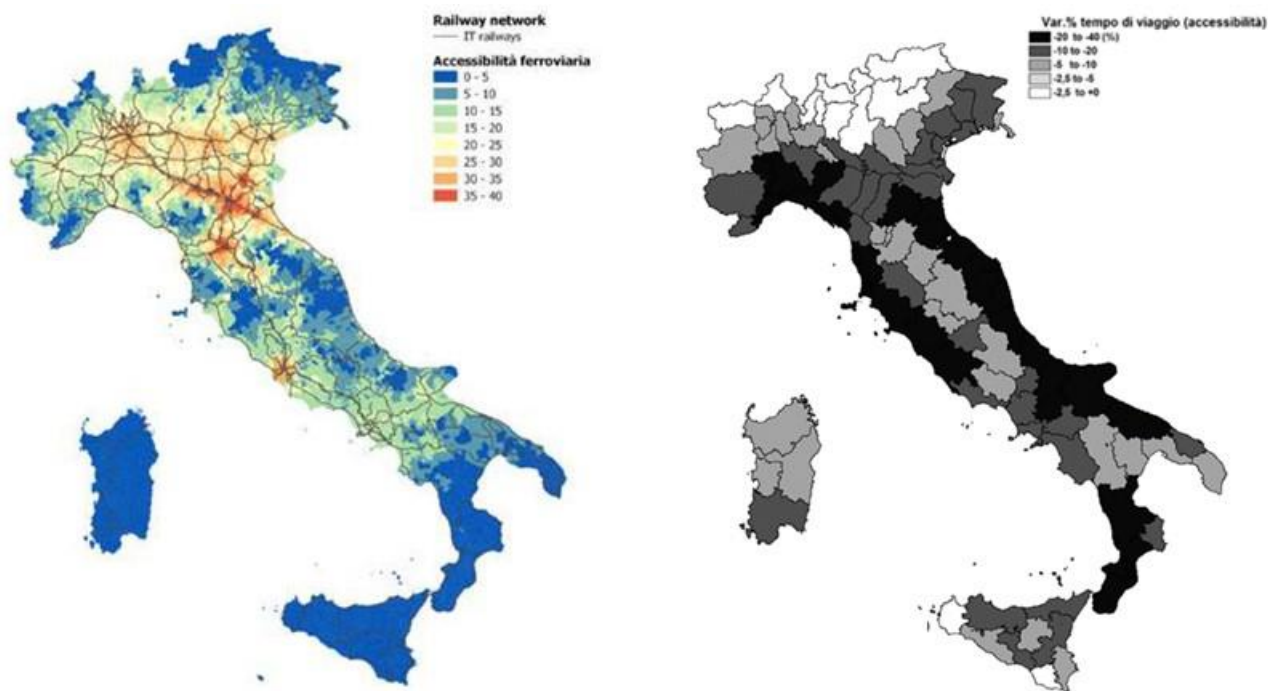 Railway network
IT railways
Accessibilità ferroviaria
0 - 5
5 - 10
10 - 15
15 - 20
20 - 25
25 - 30
30 - 35
35 - 40
Var.% tempo di viaggio (accessibilità)
-20 to -40 (%)
-10 to -20
-5 to -10
-2,5 to -5
-2,5 to +0